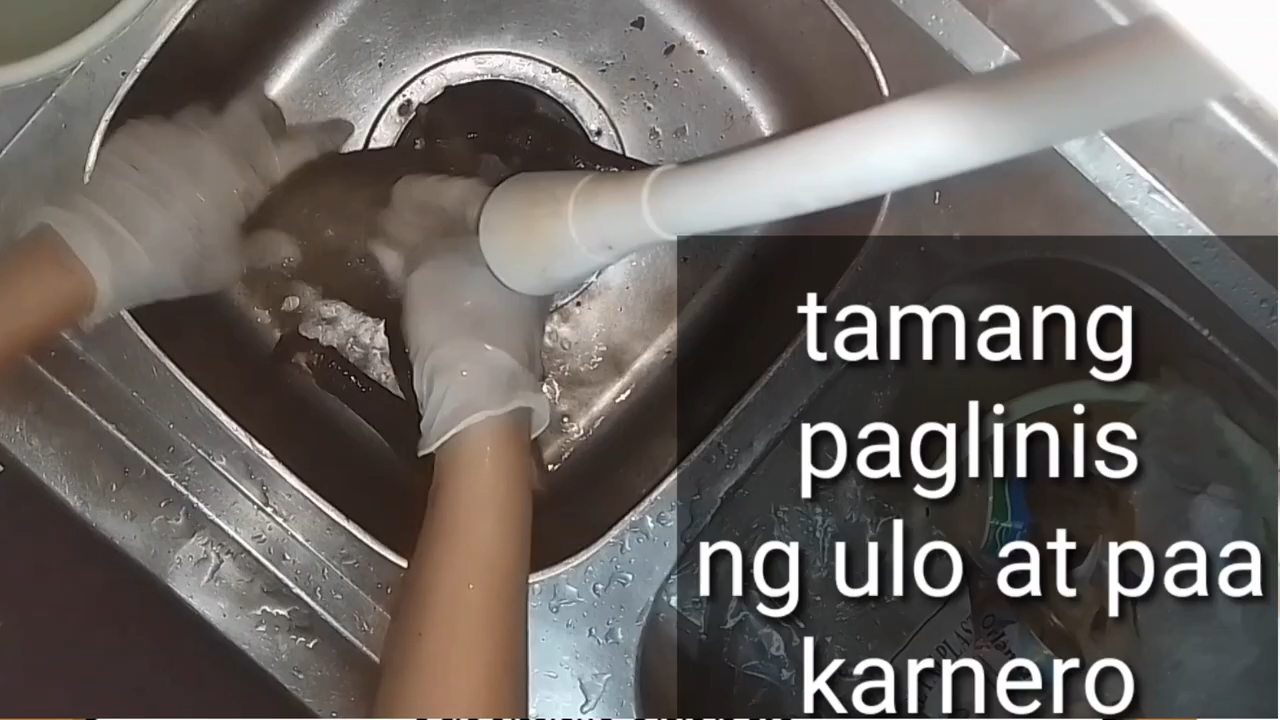 tamang
paglinis
ng ulo at paa
karnero